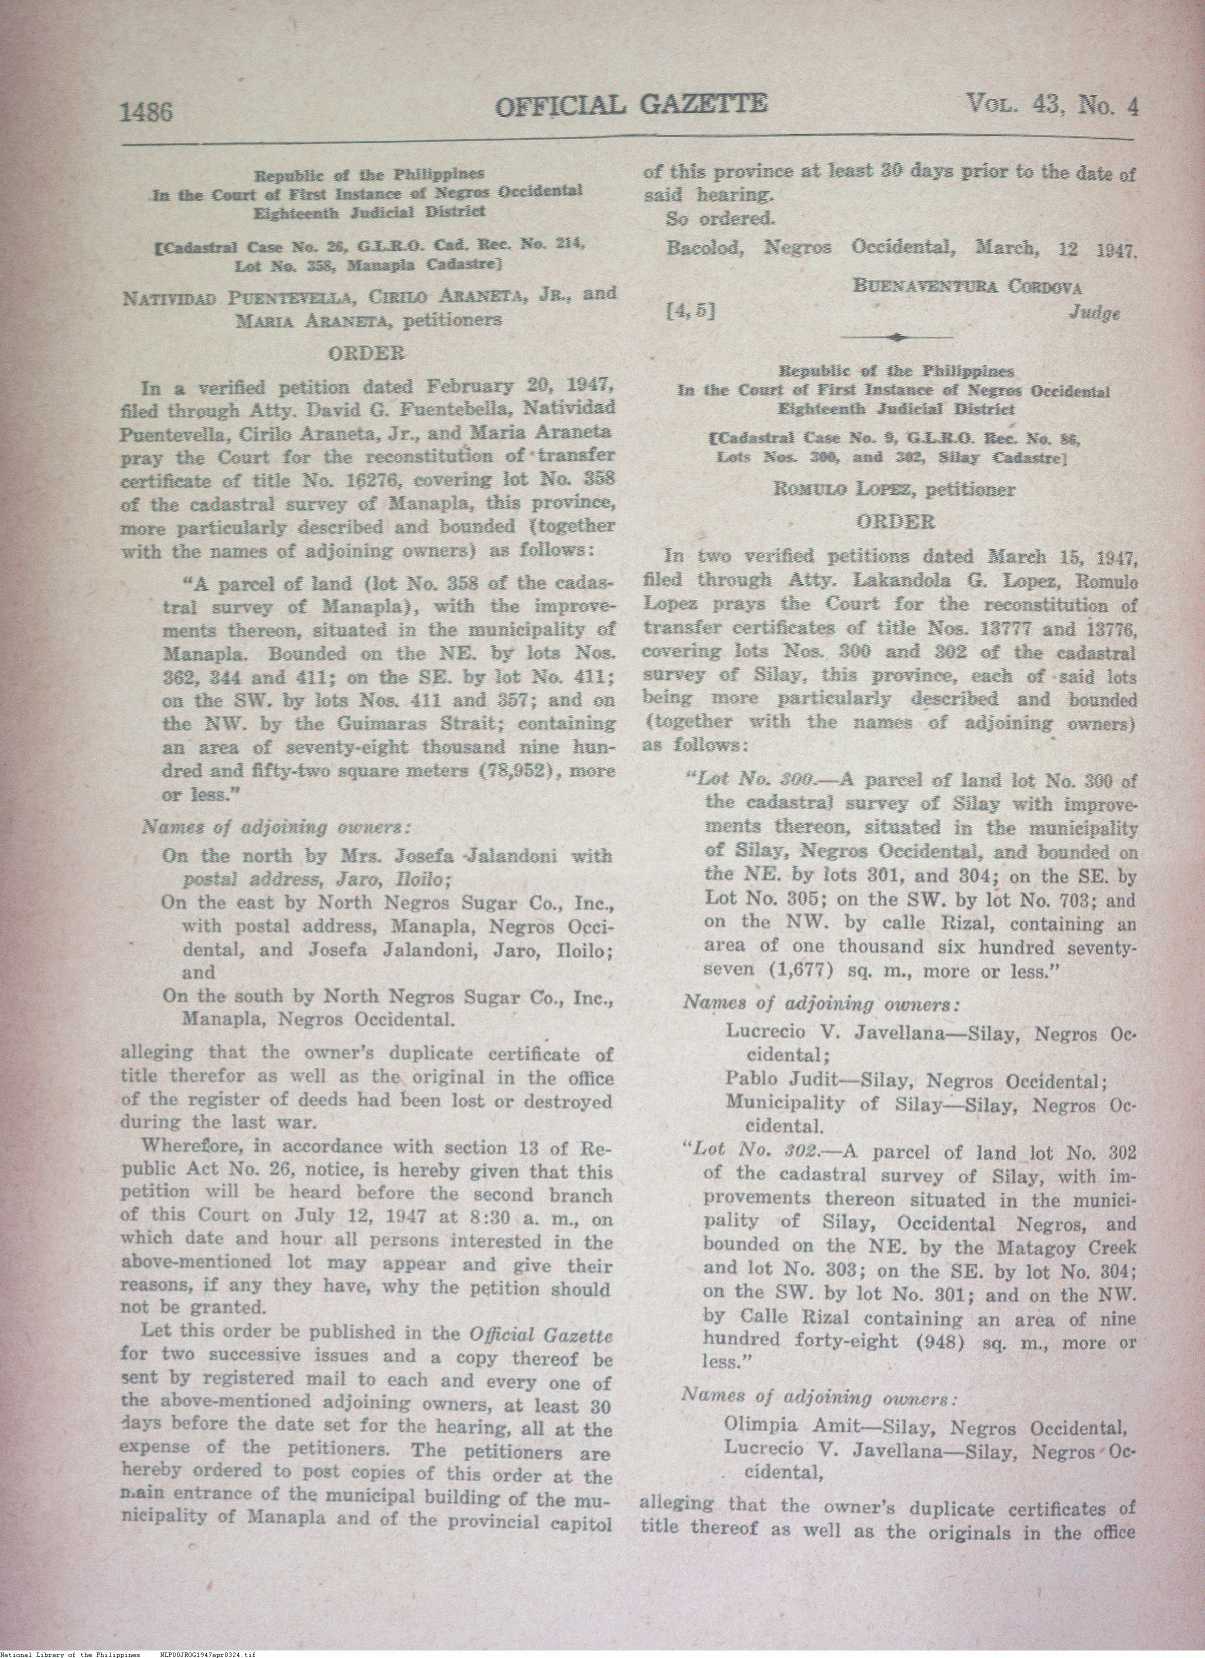 1486
OFFICIAL GAZETTE
VOL. 43, No. 4
Republic of the Philippines
In the Court of First Instance of Negros Occidental
Eighteenth Judicial District
[Cadastral Case No. 26, G.L.R.O. Cad. Rec. No. 214,
Lot No. 358, Manapla Cadastre]
NATIVIDAD PUENTEVELLA, CIRILO ARANETA, JR., and
MARIA ARANETA, petitioners
ORDER
In a verified petition dated February 20, 1947,
filed through Atty. David G. Fuentebella, Natividad
Puentevella, Cirilo Araneta, Jr., and Maria Araneta
pray the Court for the reconstitution of transfer
certificate of title No. 16276, covering lot No. 358
of the cadastral survey of Manapla, this province,
more particularly described and bounded (together
with the names of adjoining owners) as follows:
"A parcel of land (lot No. 358 of the cadas-
tral survey of Manapla), with the improve-
ments thereon, situated in the municipality of
Manapla. Bounded on the NE. by lots Nos.
362, 344 and 411; on the SE. by lot No. 411;
on the SW. by lots Nos. 411 and 357; and on
the NW. by the Guimaras Strait; containing
an area of seventy-eight thousand nine hun-
dred and fifty-two square meters (78,952), more
or less."
Names of adjoining owners:
On the north by Mrs. Josefa Jalandoni with
postal address, Jaro, Iloilo;
On the east by North Negros Sugar Co., Inc.,
with postal address, Manapla, Negros Occi-
dental, and Josefa Jalandoni, Jaro, Iloilo;
and
On the south by North Negros Sugar Co., Inc.,
Manapla, Negros Occidental.
alleging that the owner's duplicate certificate of
title therefor as well as the original in the office
of the register of deeds had been lost or destroyed
during the last war.
Wherefore, in accordance with section 13 of Re-
public Act No. 26, notice, is hereby given that this
petition will be heard before the second branch
of this Court on July 12, 1947 at 8:30 a. m., on
which date and hour all persons interested in the
above-mentioned lot may appear and give their
reasons, if any they have, why the petition should
not be granted.
Let this order be published in the Official Gazette
for two successive issues and a copy thereof be
sent by registered mail to each and every one of
the above-mentioned adjoining owners, at least 30
days before the date set for the hearing, all at the
expense of the petitioners. The petitioners are
hereby ordered to post copies of this order at the
main entrance of the municipal building of the mu-
nicipality of Manapla and of the provincial capitol
of this province at least 30 days prior to the date of
said hearing.
So ordered.
Bacolod, Negros Occidental, March, 12 1947.
BUENAVENTURA CORDOVA
[4, 5] Judge
Republic of the Philippines
In the Court of First Instance of Negros Occidental
Eighteenth Judicial District
[Cadastral Case No. 9, G.L.R.O. Rec. No. 86,
Lots Nos. 300, and 302, Silay Cadastre]
ROMULO LOPEZ, petitioner
ORDER
In two verified petitions dated March 15, 1947,
filed through Atty. Lakandola G. Lopez, Romulo
Lopez prays the Court for the reconstitution of
transfer certificates of title Nos. 13777 and 13776,
covering lots Nos. 300 and 302 of the cadastral
survey of Silay, this province, each of said lots
being more particularly described and bounded
(together with the names of adjoining owners)
as follows:
"Lot No. 300.—A parcel of land lot No. 300 of
the cadastral survey of Silay with improve-
ments thereon, situated in the municipality
of Silay, Negros Occidental, and bounded on
the NE. by lots 301, and 304; on the SE. by
Lot No. 305; on the SW. by lot No. 703; and
on the NW. by calle Rizal, containing an
area of one thousand six hundred seventy-
seven (1,677) sq. m., more or less."
Names of adjoining owners:
Lucrecio V. Javellana—Silay, Negros Oc-
cidental;
Pablo Judit—Silay, Negros Occidental;
Municipality of Silay—Silay, Negros Oc-
cidental.
"Lot No. 302.—A parcel of land lot No. 302
of the cadastral survey of Silay, with im-
provements thereon situated in the munici-
pality of Silay, Occidental Negros, and
bounded on the NE. by the Matagoy Creek
and lot No. 303; on the SE. by lot No. 304;
on the SW. by lot No. 301; and on the NW.
by Calle Rizal containing an area of nine
hundred forty-eight (948) sq. m., more or
less."
Names of adjoining owners:
Olimpia Amit—Silay, Negros Occidental,
Lucrecio V. Javellana—Silay, Negros Oc-
cidental,
alleging that the owner's duplicate certificates of
title thereof as well as the originals in the office
National Library of the Philippines NLP00JROG1947apr0324.tif